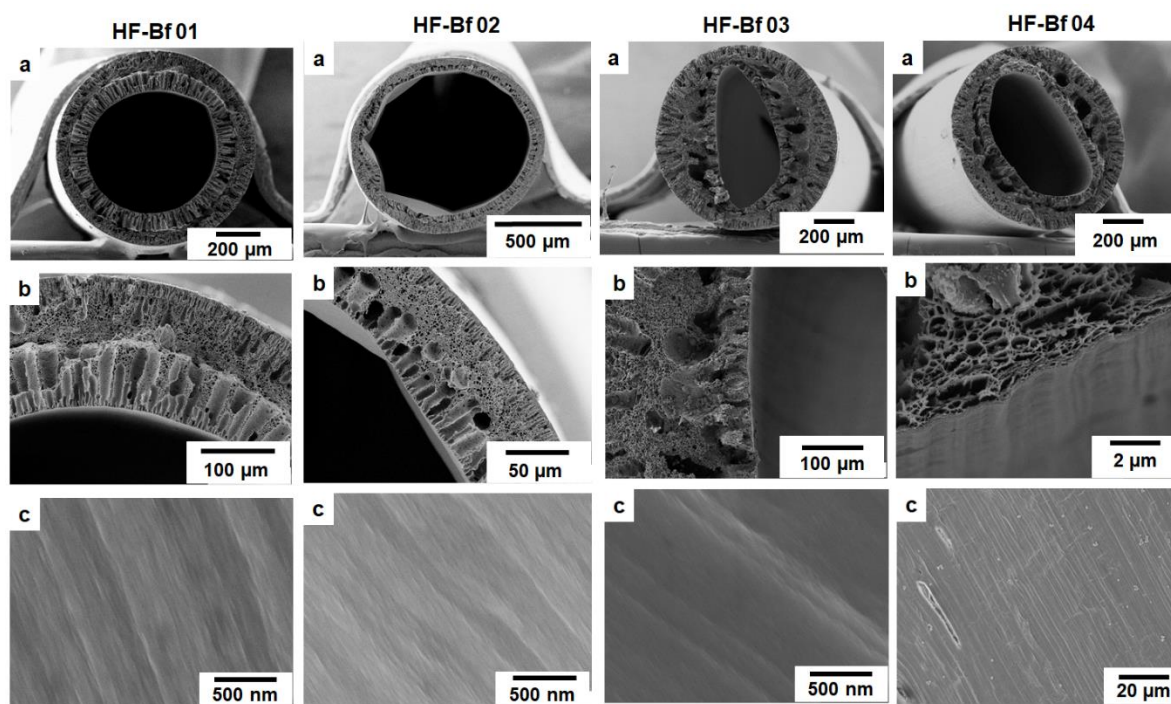 HF-Bf 01
HF-Bf 02
HF-Bf 03
HF-Bf 04
a
a
a
a
200 µm
500 µm
200 µm
200 µm
b
b
b
b
100 µm
50 µm
100 µm
2 µm
c
c
c
c
500 nm
500 nm
500 nm
20 µm